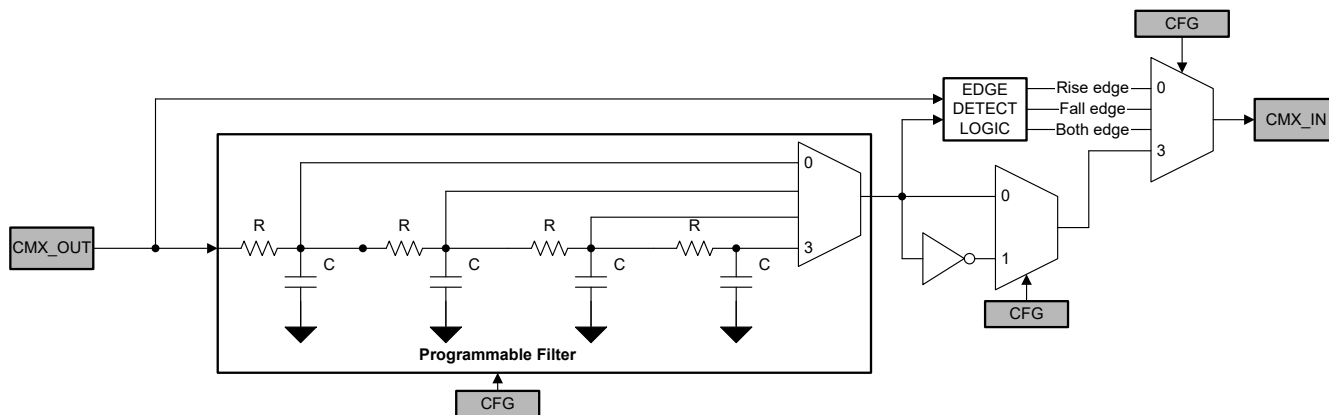 CFG
EDGE
DETECT
LOGIC
Rise edge
Fall edge
Both edge
0
3
CMX_IN
0
3
0
1
R
R
R
R
CMX_OUT
C
C
C
C
CFG
Programmable Filter
CFG